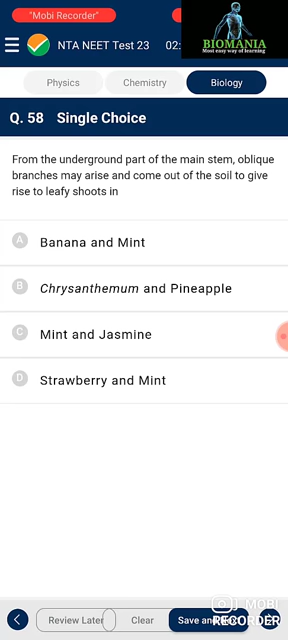 "Mobi Recorder"
NTA NEET Test 23
02:
BIOMANIA
Most easy way of learning
Physics
Chemistry
Biology
Q. 58 Single Choice
From the underground part of the main stem, oblique
branches may arise and come out of the soil to give
rise to leafy shoots in
A Banana and Mint
B Chrysanthemum and Pineapple
C Mint and Jasmine
D Strawberry and Mint
Review Later
Clear
Save and
MOBI
RECORDER